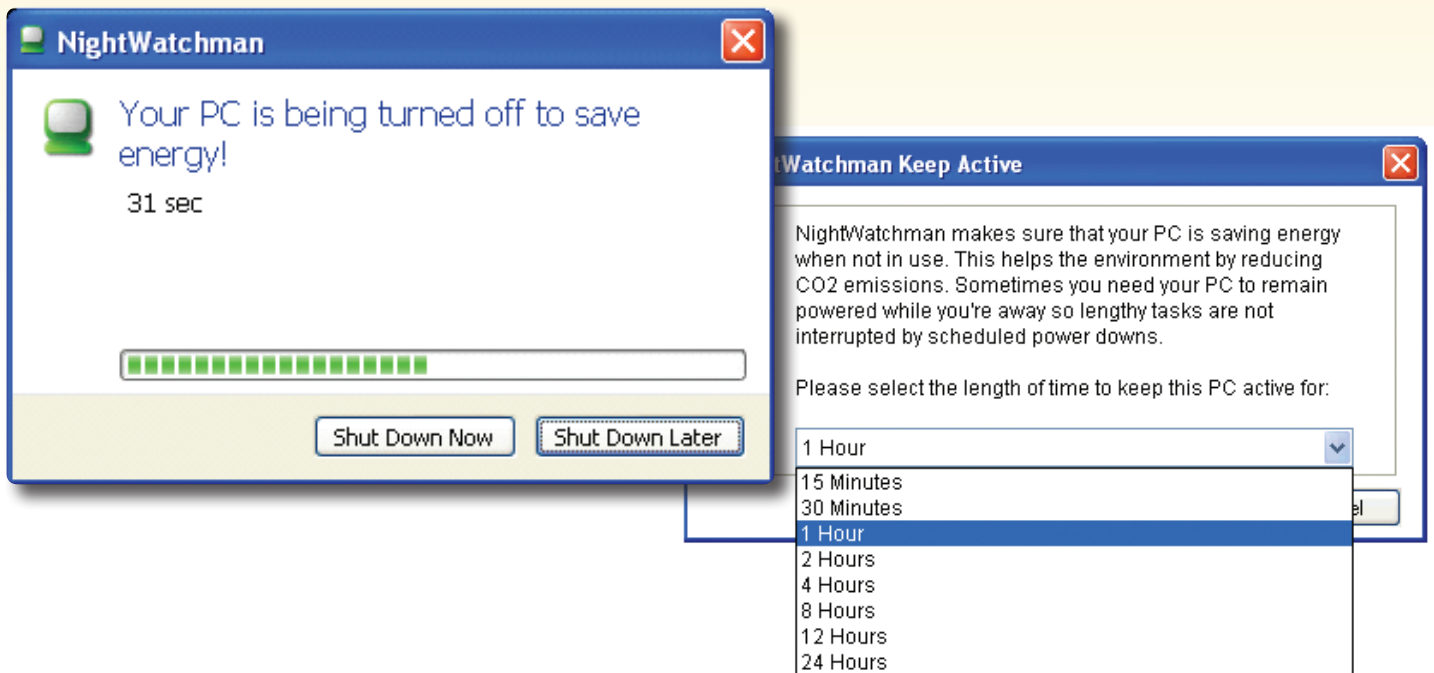 NightWatchman
Your PC is being turned off to save
energy!
31 sec
Shut Down Now
Shut Down Later
tWatchman Keep Active
NightWatchman makes sure that your PC is saving energy
when not in use. This helps the environment by reducing
CO2 emissions. Sometimes you need your PC to remain
powered while you're away so lengthy tasks are not
interrupted by scheduled power downs.
Please select the length of time to keep this PC active for:
1 Hour
15 Minutes
30 Minutes
1 Hour
2 Hours
4 Hours
8 Hours
12 Hours
24 Hours
el